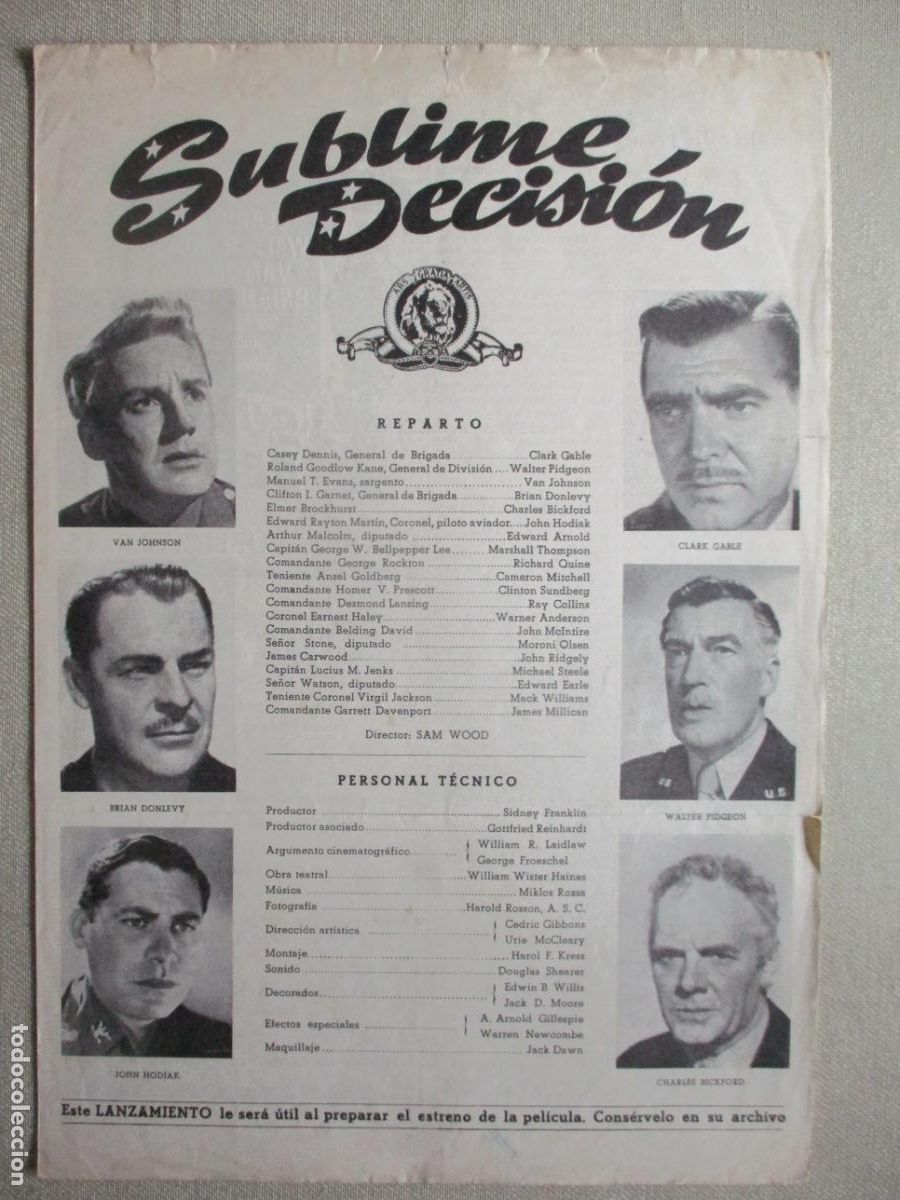 Sublime
Decisión
ARS GRATIA ARTIS
REPARTO
Casey Dennis, General de Brigada Clark Gable
Roland Goodlow Kane, General de División .... Walter Pidgeon
Manuel T. Evans, sargento Van Johnson
Clifton I. Garnet, General de Brigada Brian Donlevy
Elmer Brockhurst Charles Bickford
Edward Rayton Martin, Coronel, piloto aviador.... John Hodiak
Arthur Malcolm, diputado Edward Arnold
Capitán George W. Bellpepper Lee Marshall Thompson
Comandante George Rockton Richard Quine
Teniente Ansel Goldberg Cameron Mitchell
Comandante Homer V. Prescott Clinton Sundberg
Comandante Desmond Lansing Ray Collins
Coronel Earnest Haley Warner Anderson
Comandante Belding David John McIntire
Señor Stone, diputado Moroni Olsen
James Carwood John Ridgely
Capitán Lucius M. Jenks Michael Steele
Señor Watson, diputado Edward Earle
Teniente Coronel Virgil Jackson Mack Williams
Comandante Garrett Davenport James Millican
Director: SAM WOOD
PERSONAL TÉCNICO
Productor Sidney Franklin
Productor asociado Gottfried Reinhardt
Argumento cinematográfico William R. Laidlaw
George Froeschel
Obra teatral William Wister Haines
Música Miklos Rozsa
Fotografía Harold Rosson, A. S. C.
Dirección artística Cedric Gibbons
Urie McCleary
Montaje Harol F. Kress
Sonido Douglas Shearer
Decorados Edwin B Willis
Jack D. Moore
Efectos especiales A. Arnold Gillespie
Warren Newcombe
Maquillaje Jack Dawn
VAN JOHNSON
BRIAN DONLEVY
JOHN HODIAK
CLARK GABLE
U.S
WALTER PIDGEON
CHARLES BICKFORD
Este LANZAMIENTO le será útil al preparar el estreno de la película. Consérvelo en su archivo
todocoleccion